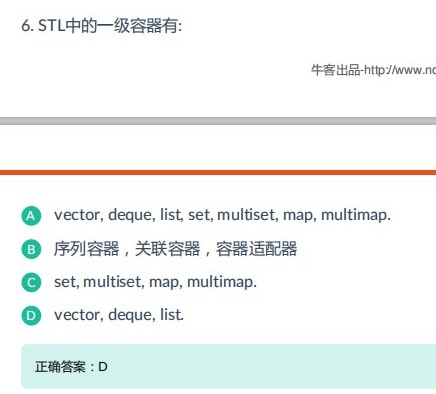 6. STL中的一级容器有:
牛客出品-http://www.no
A vector, deque, list, set, multiset, map, multimap.
B 序列容器，关联容器，容器适配器
C set, multiset, map, multimap.
D vector, deque, list.
正确答案：D